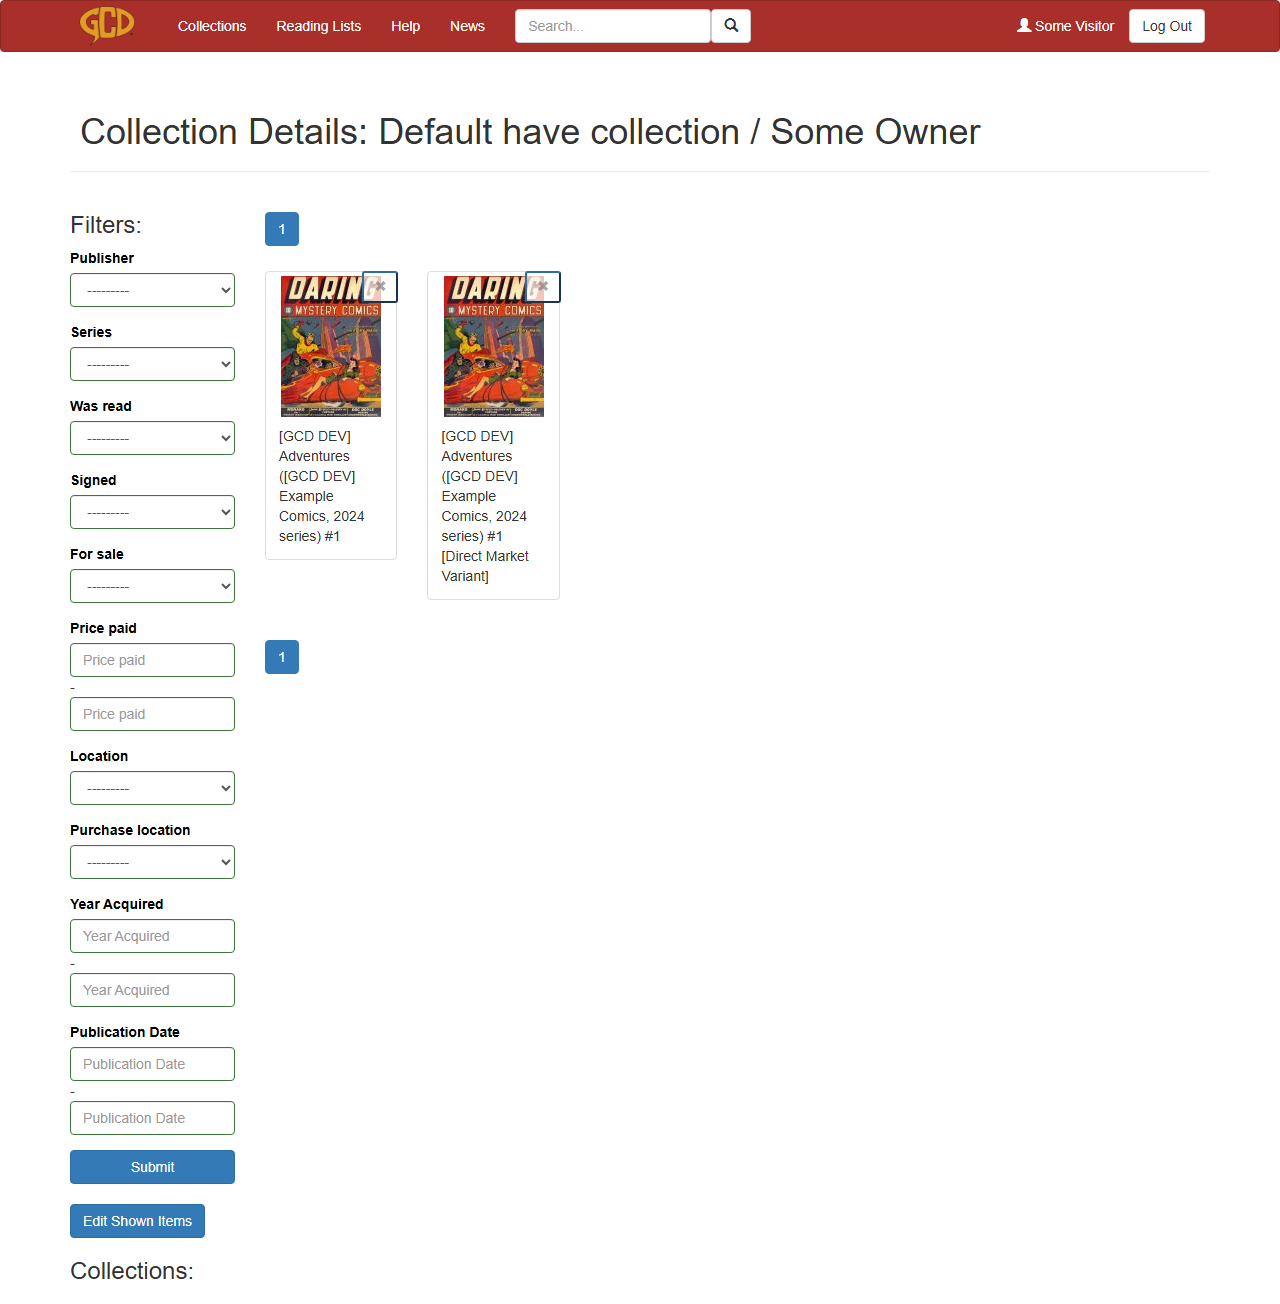 GCD
Collections Reading Lists Help News Search... Some Visitor Log Out
Collection Details: Default have collection / Some Owner
Filters:
Publisher
---------
Series
---------
Was read
---------
Signed
---------
For sale
---------
Price paid
Price paid
-
Price paid
Location
---------
Purchase location
---------
Year Acquired
Year Acquired
-
Year Acquired
Publication Date
Publication Date
-
Publication Date
Submit
Edit Shown Items
Collections:
1
DARING
MYSTERY COMICS
[GCD DEV]
Adventures
([GCD DEV]
Example
Comics, 2024
series) #1
DARING
MYSTERY COMICS
[GCD DEV]
Adventures
([GCD DEV]
Example
Comics, 2024
series) #1
[Direct Market
Variant]
1